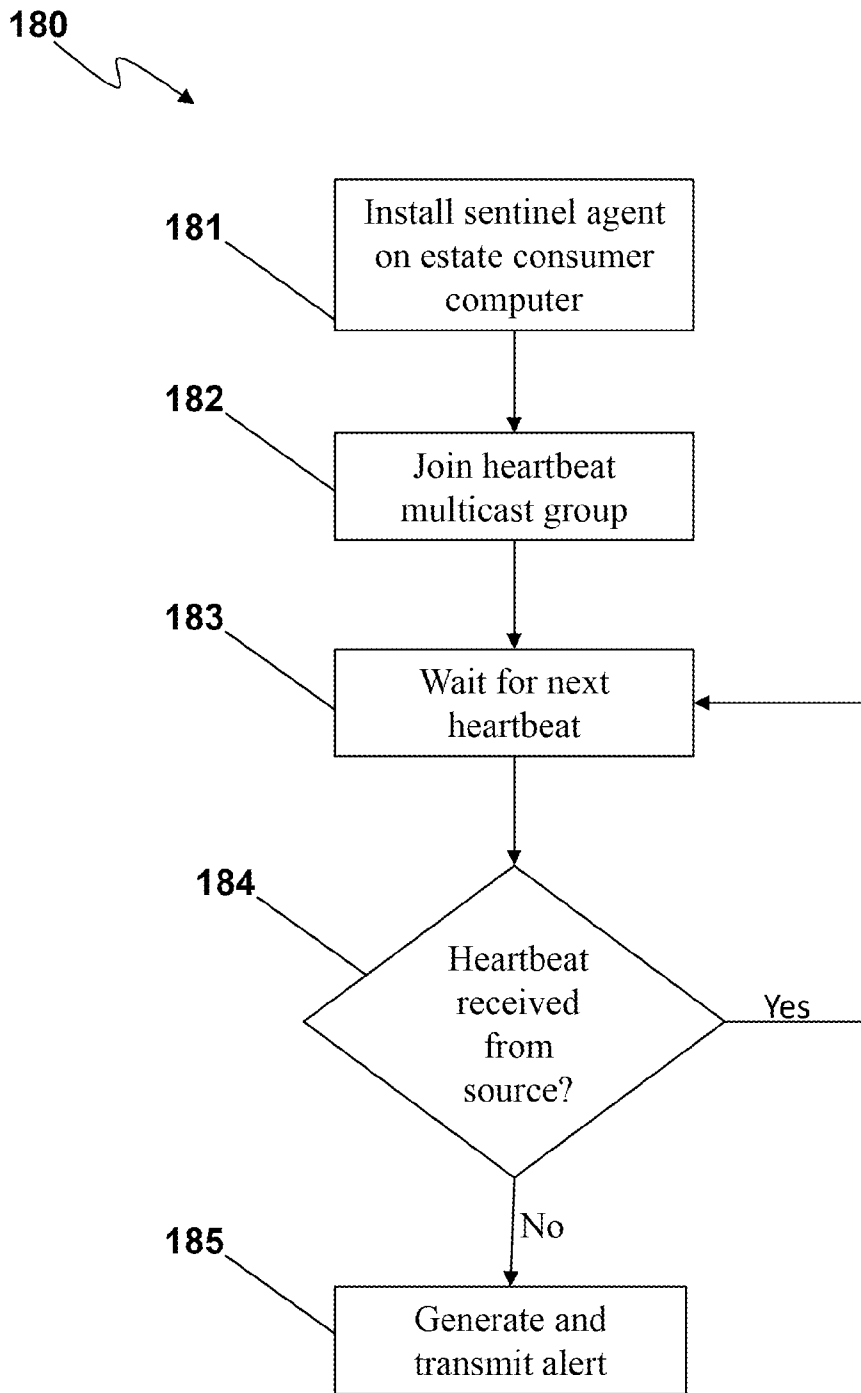 180
181
Install sentinel agent
on estate consumer
computer
182
Join heartbeat
multicast group
183
Wait for next
heartbeat
184
Heartbeat
received
from
source?
Yes
No
185
Generate and
transmit alert